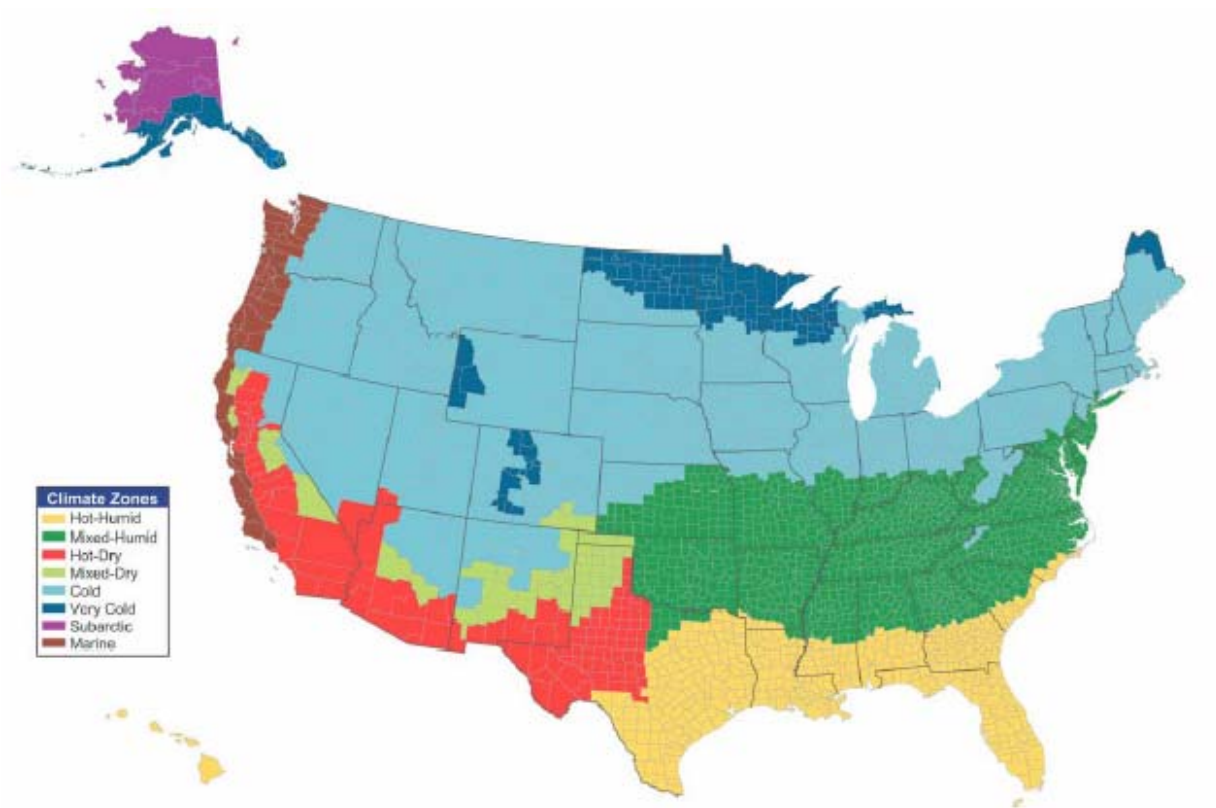 Climate Zones
Hot-Humid
Mixed-Humid
Hot-Dry
Mixed-Dry
Cold
Very Cold
Subarctic
Marine